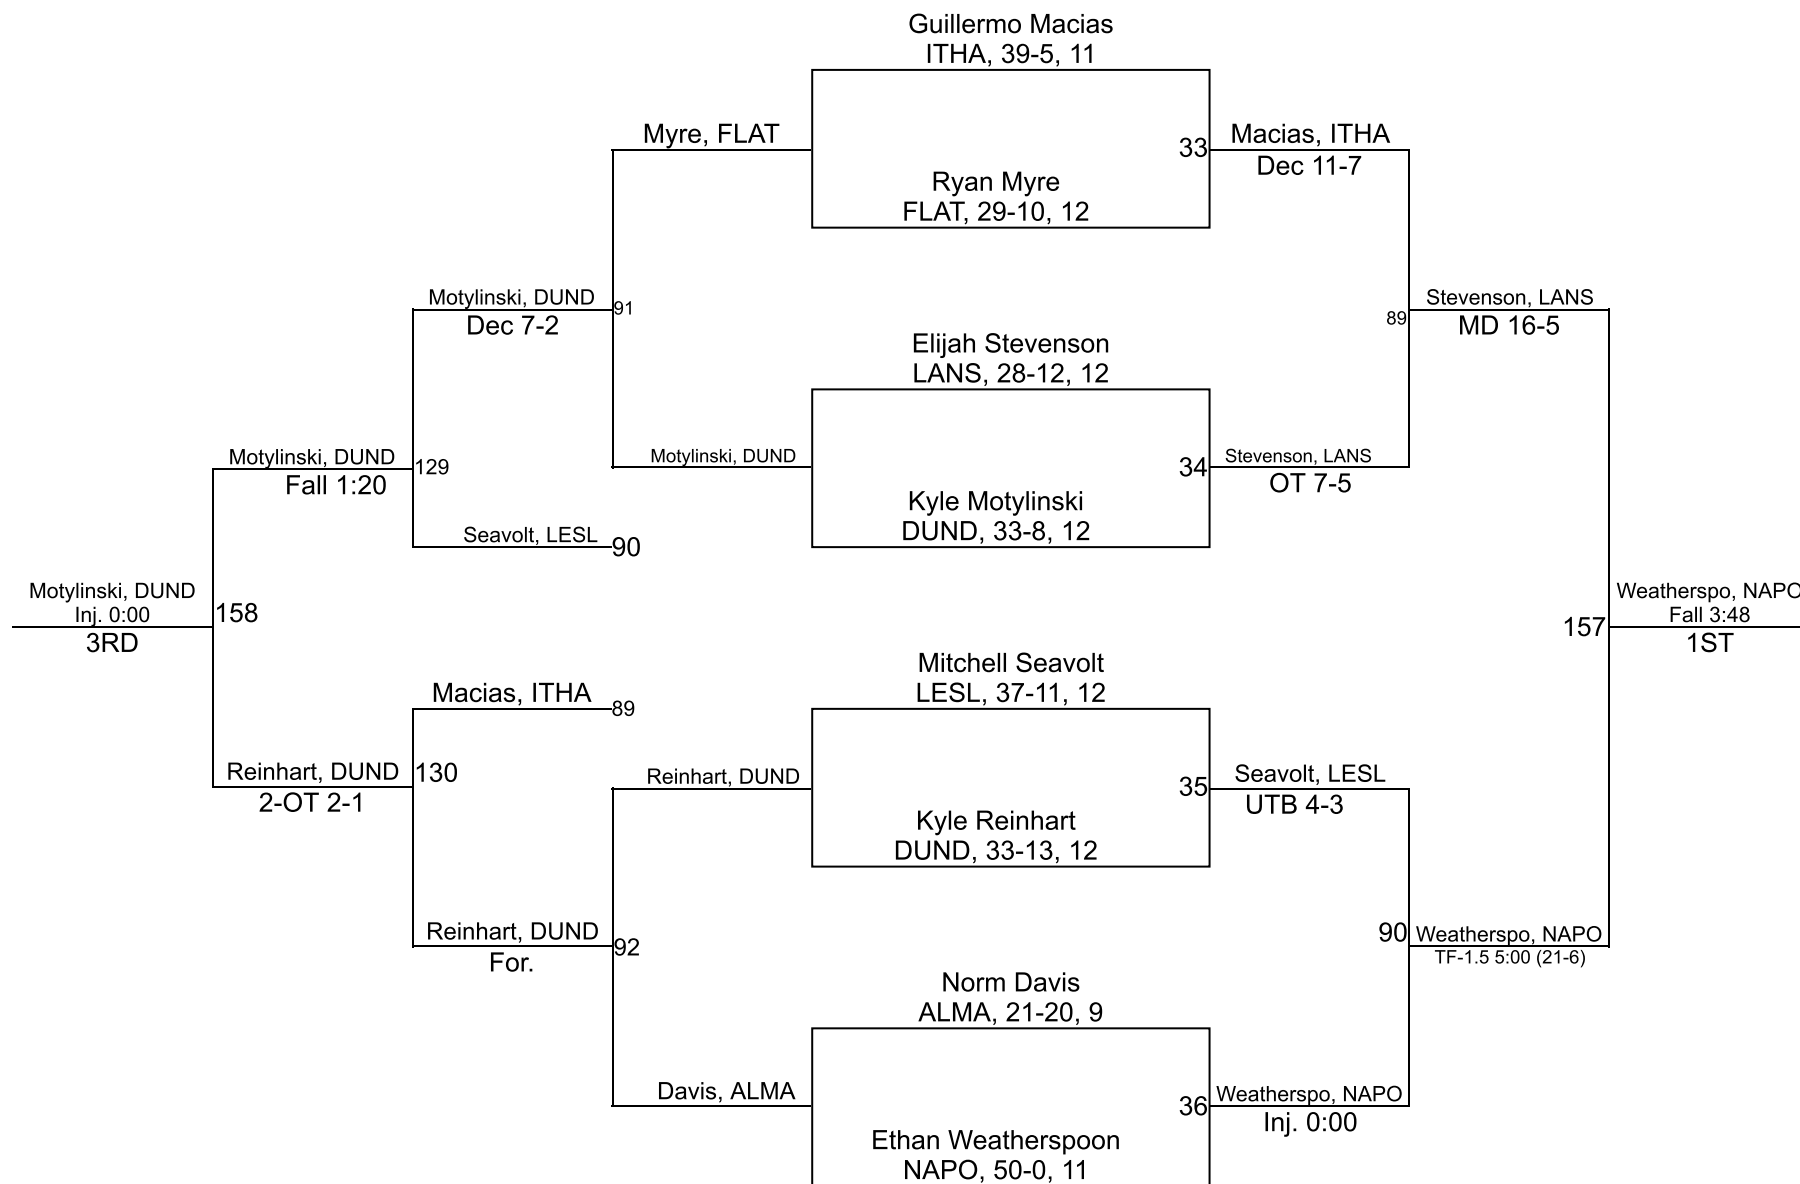 Guillermo Macias
ITHA, 39-5, 11
Myre, FLAT
33
Macias, ITHA
Dec 11-7
Ryan Myre
FLAT, 29-10, 12
Motylinski, DUND
91
Dec 7-2
89
Stevenson, LANS
MD 16-5
Elijah Stevenson
LANS, 28-12, 12
Motylinski, DUND
129
Fall 1:20
Motylinski, DUND
34
Stevenson, LANS
OT 7-5
Kyle Motylinski
DUND, 33-8, 12
Seavolt, LESL
90
Motylinski, DUND
Inj. 0:00
3RD
158
157
Weatherspo, NAPO
Fall 3:48
1ST
Mitchell Seavolt
LESL, 37-11, 12
Macias, ITHA
89
Reinhart, DUND
130
2-OT 2-1
Reinhart, DUND
35
Seavolt, LESL
UTB 4-3
Kyle Reinhart
DUND, 33-13, 12
Reinhart, DUND
92
For.
90
Weatherspo, NAPO
TF-1.5 5:00 (21-6)
Norm Davis
ALMA, 21-20, 9
Davis, ALMA
36
Weatherspo, NAPO
Inj. 0:00
Ethan Weatherspoon
NAPO, 50-0, 11